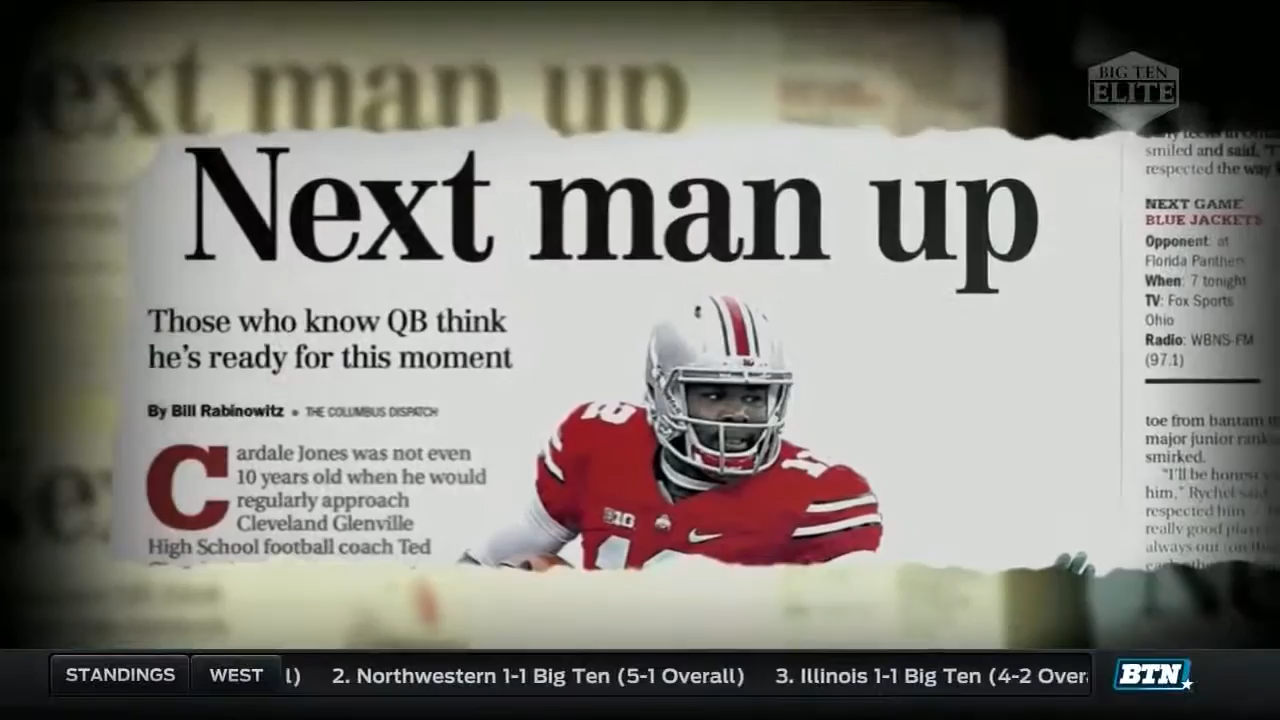 ext man up
BIG TEN
ELITE
Next man up
smiled and said,
respected the way
NEXT GAME
BLUE JACKETS
Opponent: at
Florida Panthers
When: 7 tonight
TV: Fox Sports
Ohio
Radio: WBNS-FM
(97.1)
Those who know QB think
he's ready for this moment
By Bill Rabinowitz • THE COLUMBUS DISPATCH
Cardale Jones was not even
10 years old when he would
regularly approach
Cleveland Glenville
High School football coach Ted
12
B1G
toe from bantam
major junior
smirked.
"I'll be honest
him," Rychel said
respected him
really good
always out on
STANDINGS WEST l) 2. Northwestern 1-1 Big Ten (5-1 Overall) 3. Illinois 1-1 Big Ten (4-2 Over
BTN